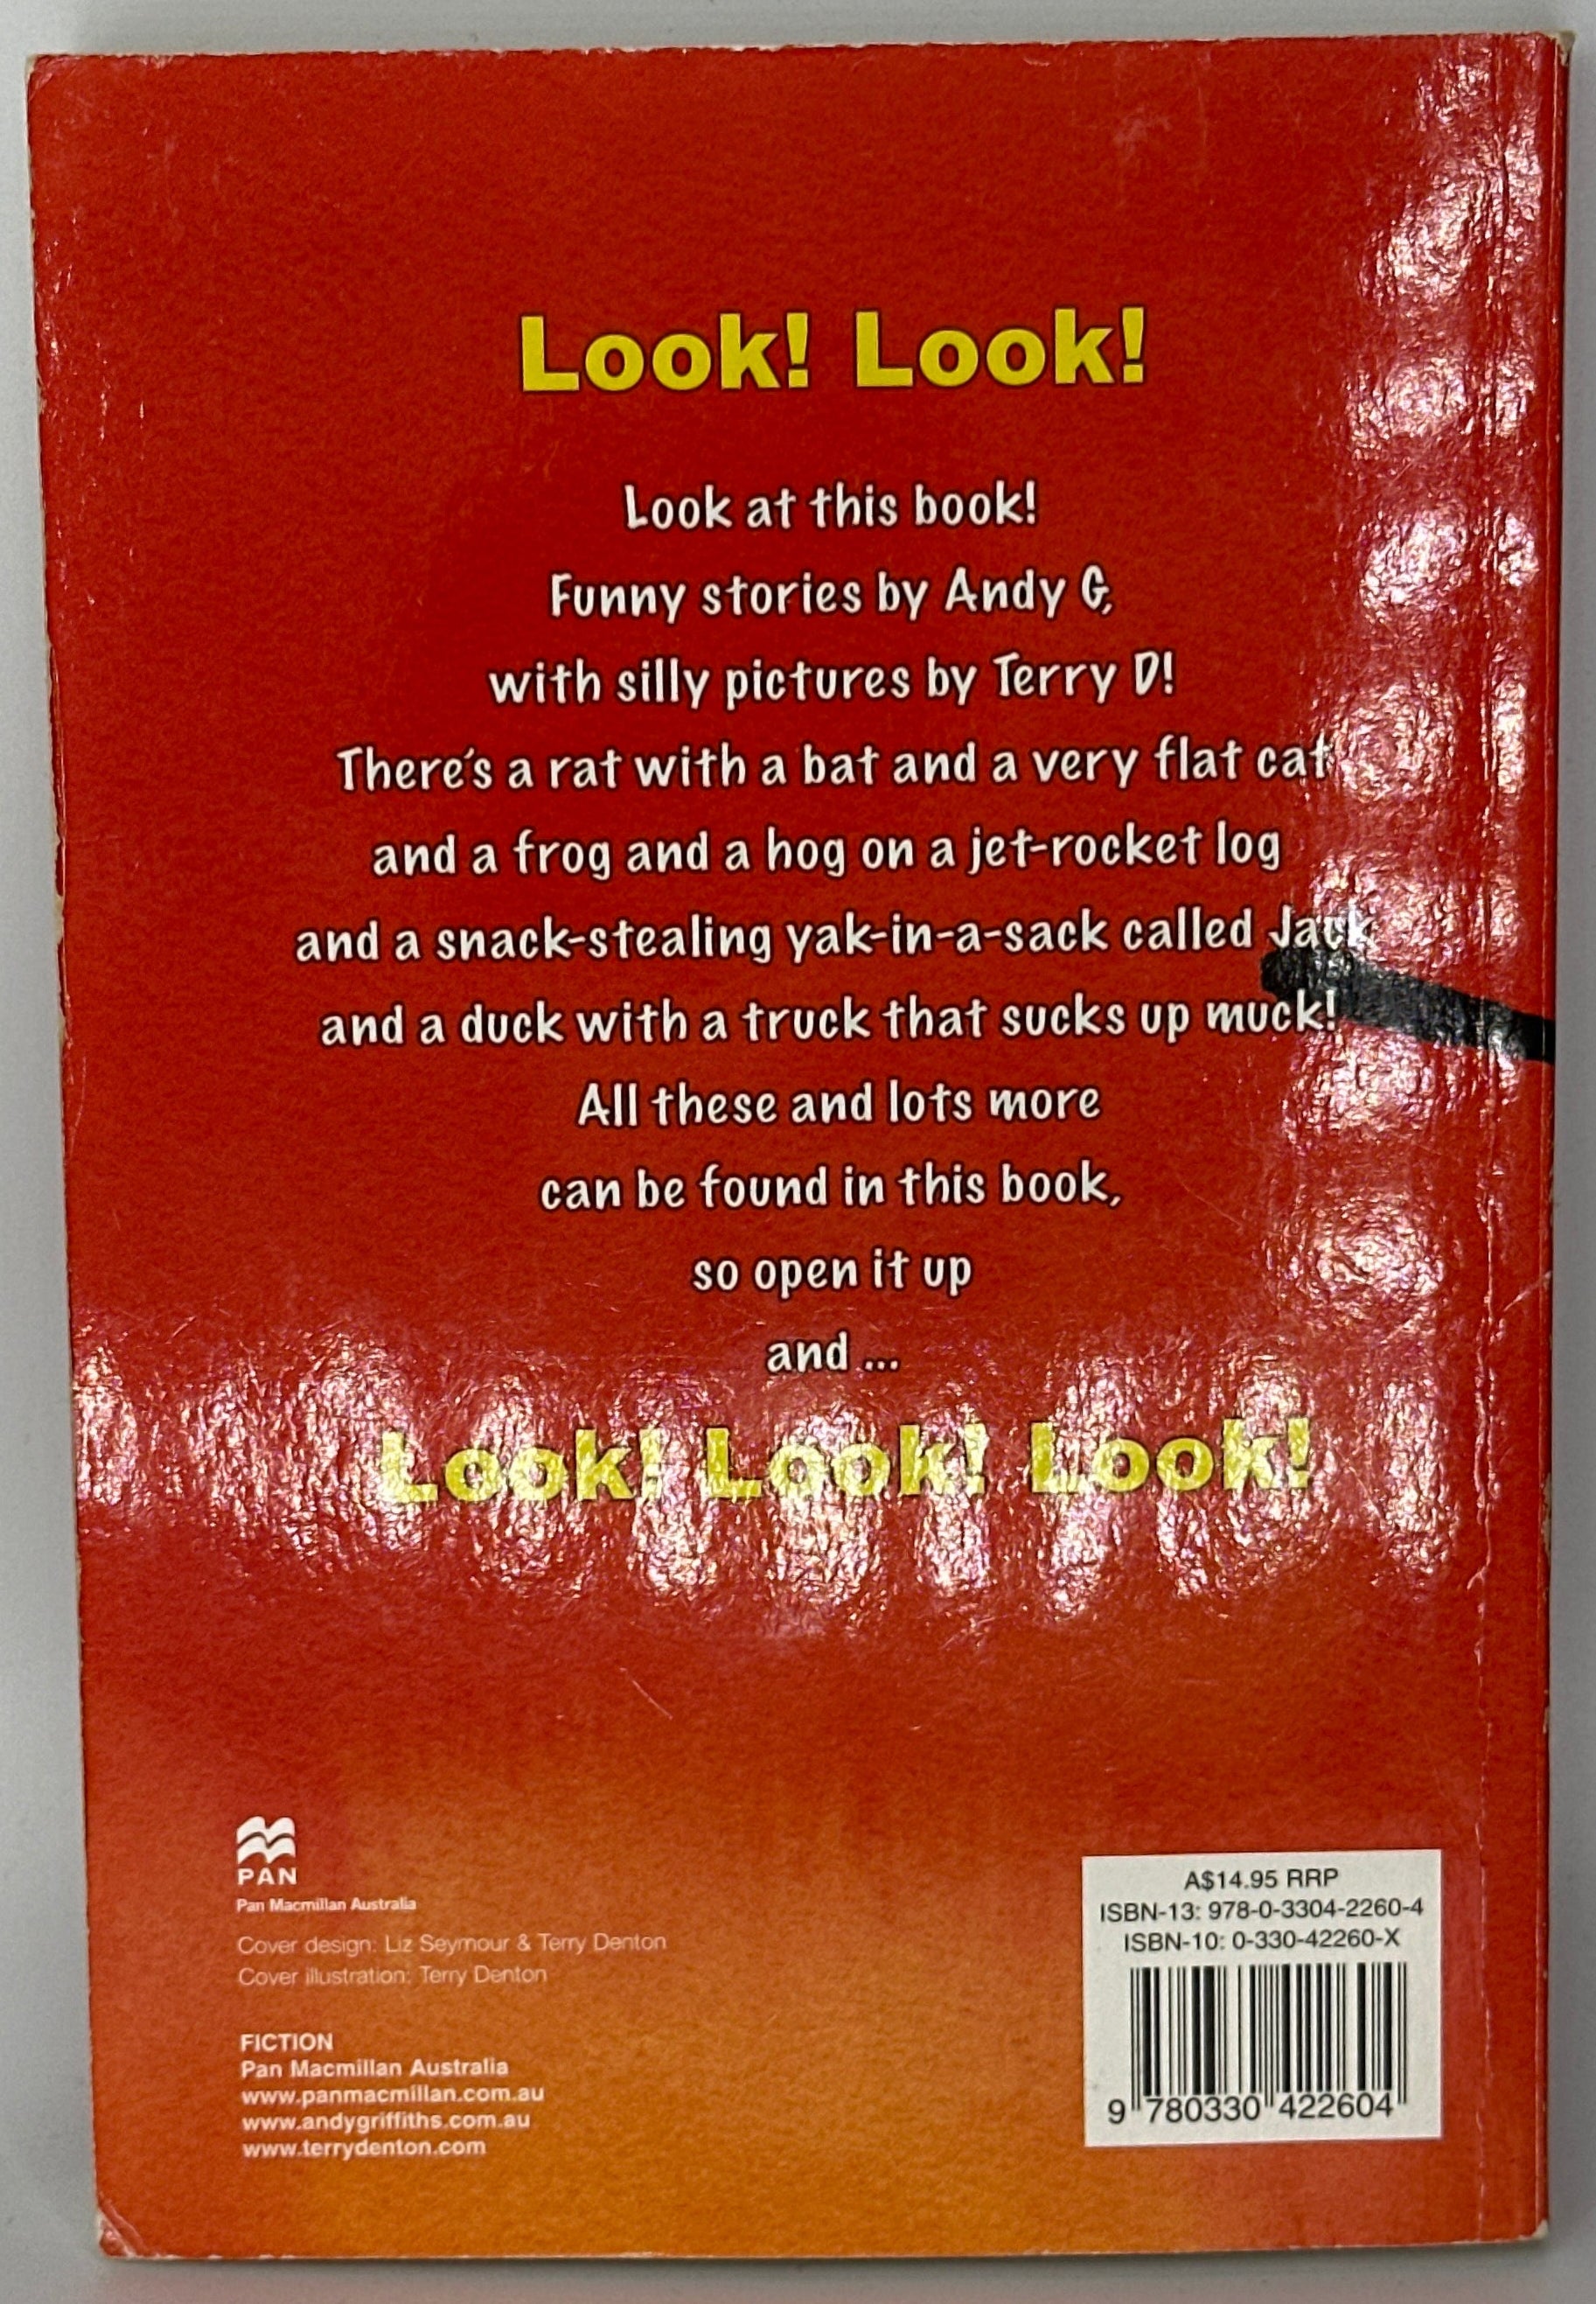 Look! Look!
Look at this book!
Funny stories by Andy G,
with silly pictures by Terry D!
There's a rat with a bat and a very flat cat
and a frog and a hog on a jet-rocket log
and a snack-stealing yak-in-a-sack called Jack
and a duck with a truck that sucks up muck!
All these and lots more
can be found in this book,
so open it up
and ...
Look! Look! Look!
PAN
Pan Macmillan Australia
Cover design: Liz Seymour & Terry Denton
Cover illustration: Terry Denton
FICTION
Pan Macmillan Australia
www.panmacmillan.com.au
www.andygriffiths.com.au
www.terrydenton.com
A$14.95 RRP
ISBN-13: 978-0-3304-2260-4
ISBN-10: 0-330-42260-X
9 780330 422604